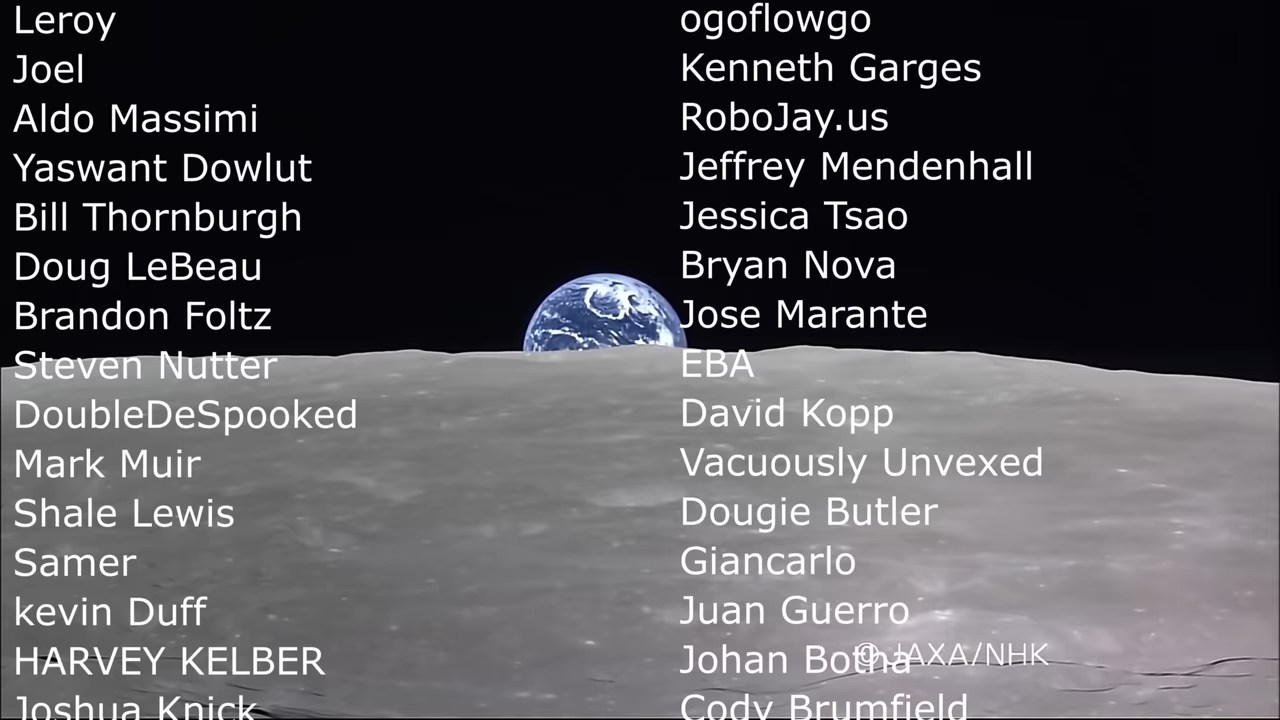 Leroy
Joel
Aldo Massimi
Yaswant Dowlut
Bill Thornburgh
Doug LeBeau
Brandon Foltz
Steven Nutter
DoubleDeSpooked
Mark Muir
Shale Lewis
Samer
kevin Duff
HARVEY KELBER
Joshua Knick
ogoflowgo
Kenneth Garges
RoboJay.us
Jeffrey Mendenhall
Jessica Tsao
Bryan Nova
Jose Marante
EBA
David Kopp
Vacuously Unvexed
Dougie Butler
Giancarlo
Juan Guerro
Johan Botha
© JAXA/NHK
Cody Brumfield